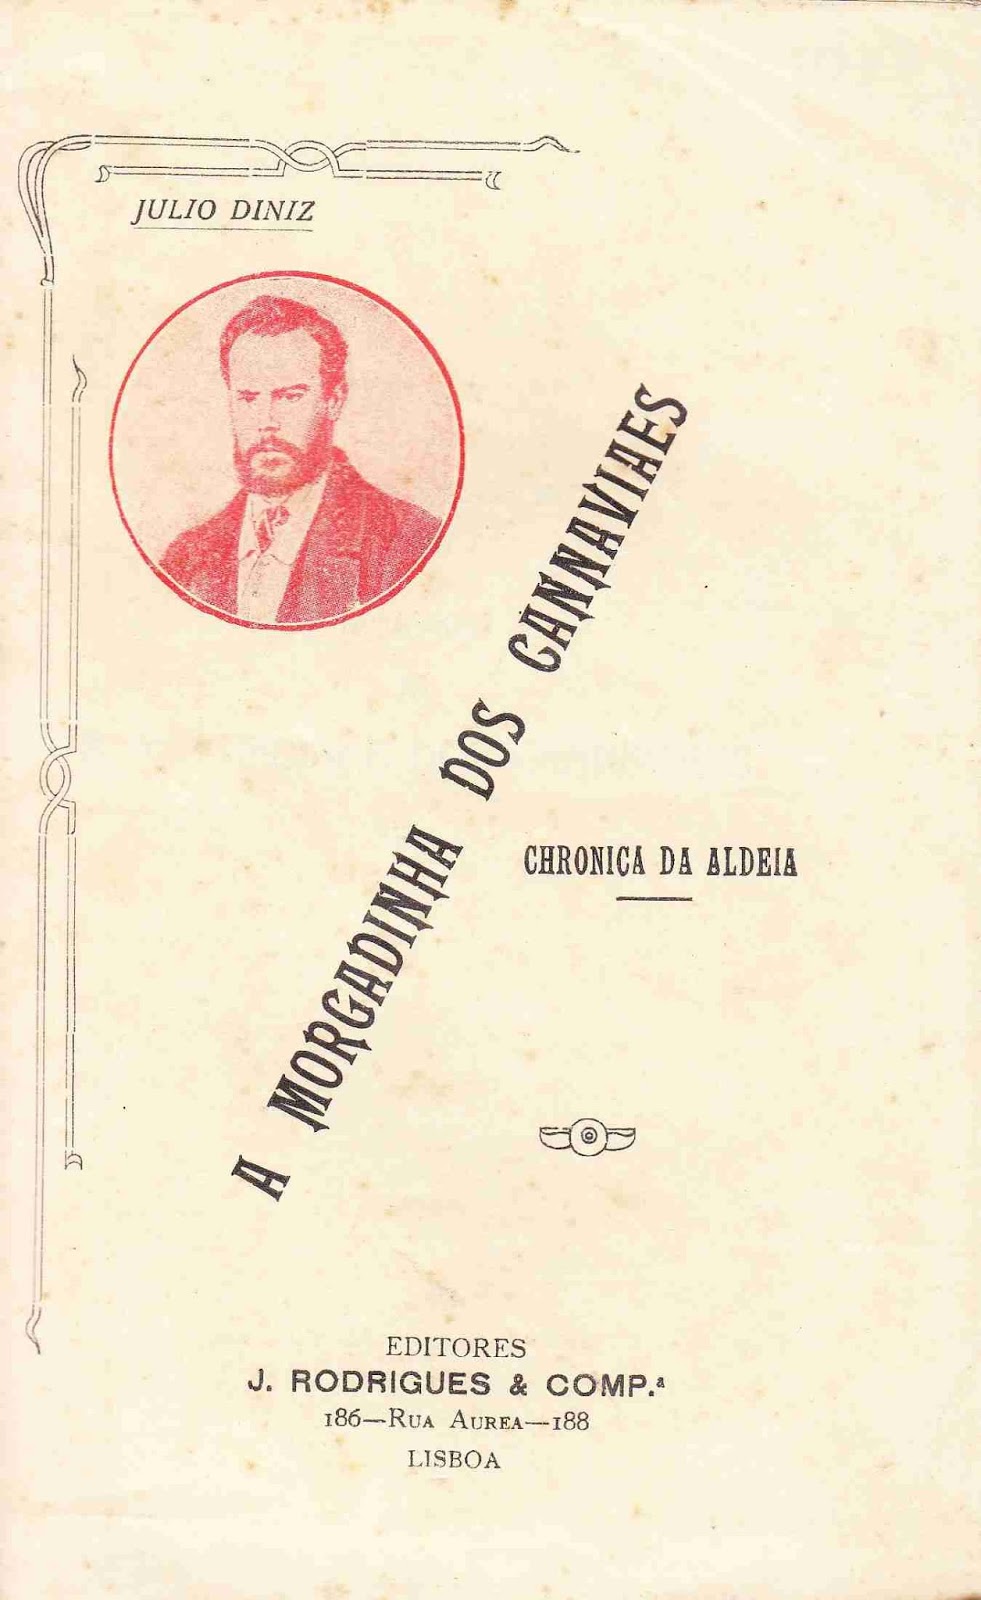 JULIO DINIZ
A MORGADINHA DOS CANNAVIAES
CHRONICA DA ALDEIA
EDITORES
J. RODRIGUES & COMP.ª
186—RUA AUREA—188
LISBOA